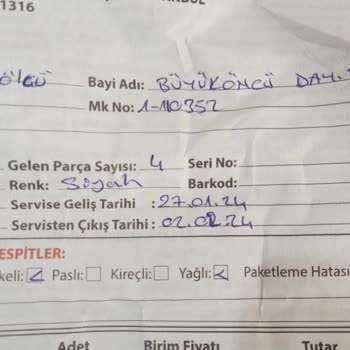 1316
Bayi Adı: BÜYÜKÖNCÜ DAY.
Mk No: 1-110352
Gelen Parça Sayısı: 4 Seri No:
Renk: Siyah Barkod:
Servise Geliş Tarihi : 27.01.24
Servisten Çıkış Tarihi : 02.02.24
ESPİTLER:
keli: Paslı: Kireçli: Yağlı: Paketleme Hatası
Adet Birim Fiyatı Tutar